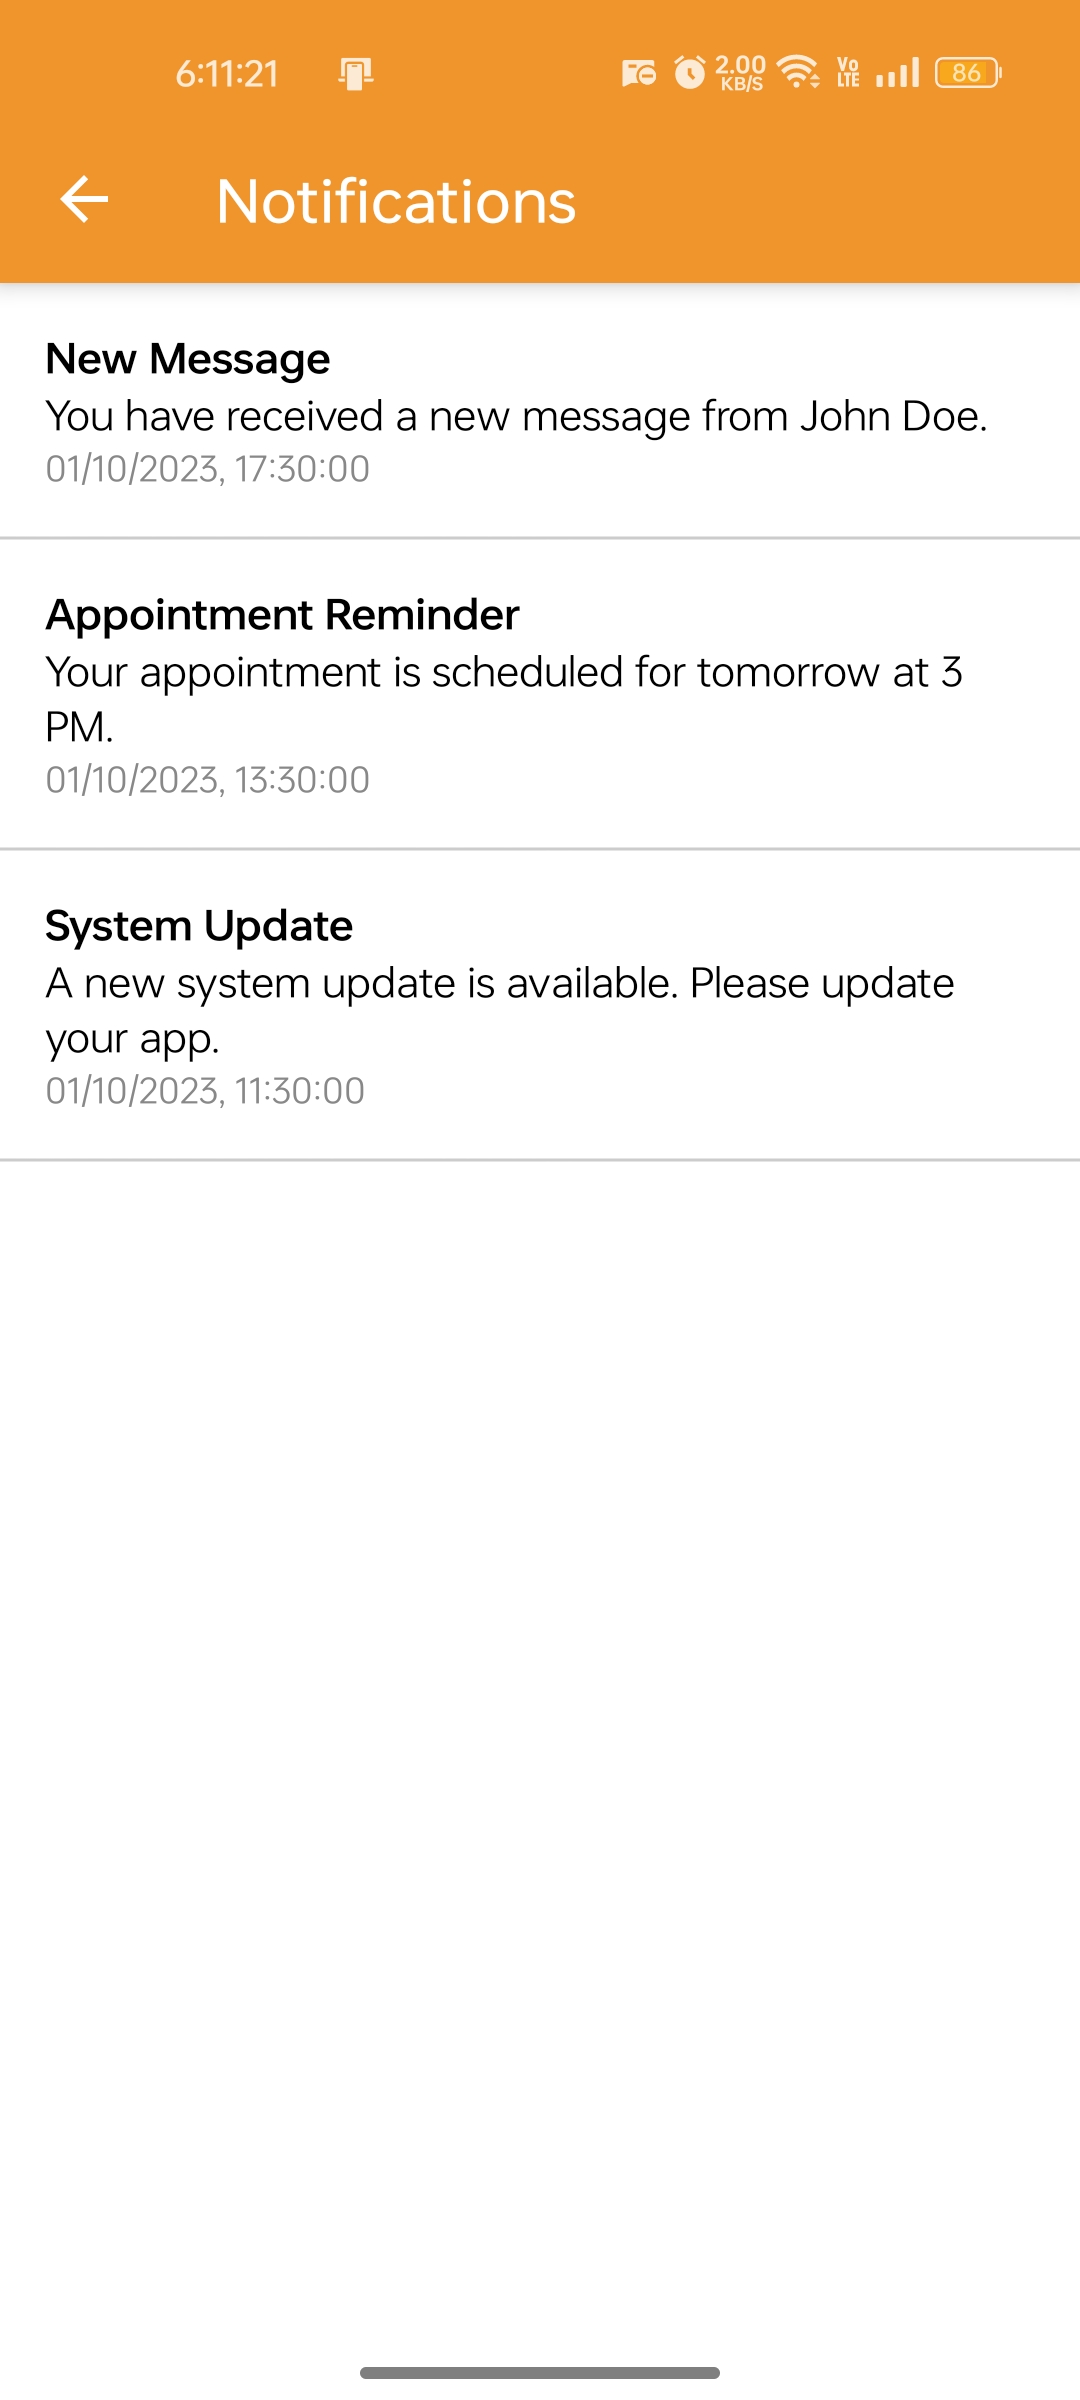 6:11:21
2.00
KB/S
Vo
LTE
86
Notifications
New Message
You have received a new message from John Doe.
01/10/2023, 17:30:00
Appointment Reminder
Your appointment is scheduled for tomorrow at 3
PM.
01/10/2023, 13:30:00
System Update
A new system update is available. Please update
your app.
01/10/2023, 11:30:00